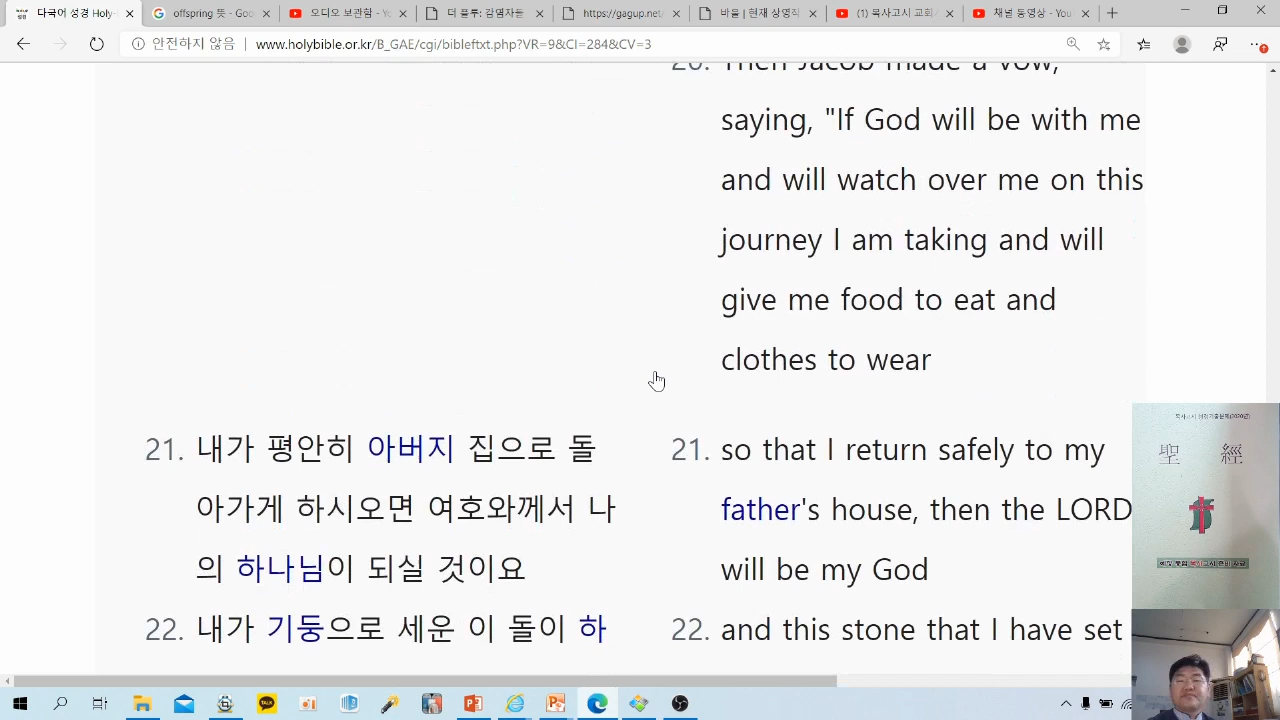 다국어 성경 Holy-
offspring 뜻 - Goo
오디오 보관함 - Yo
더 플루: 감염자들
https://gagup.net/
바울 | 현재 상영작
(1) 목사고시 교회
채널 동영상 - You
안전하지 않음
www.holybible.or.kr/B_GAE/cgi/bibleftxt.php?VR=9&CI=284&CV=3
20. Then Jacob made a vow,
saying, "If God will be with me
and will watch over me on this
journey I am taking and will
give me food to eat and
clothes to wear
21. 내가 평안히 아버지 집으로 돌
아가게 하시오면 여호와께서 나
의 하나님이 되실 것이요
22. 내가 기둥으로 세운 이 돌이 하
21. so that I return safely to my
father's house, then the LORD
will be my God
22. and this stone that I have set
聖 經
TALK